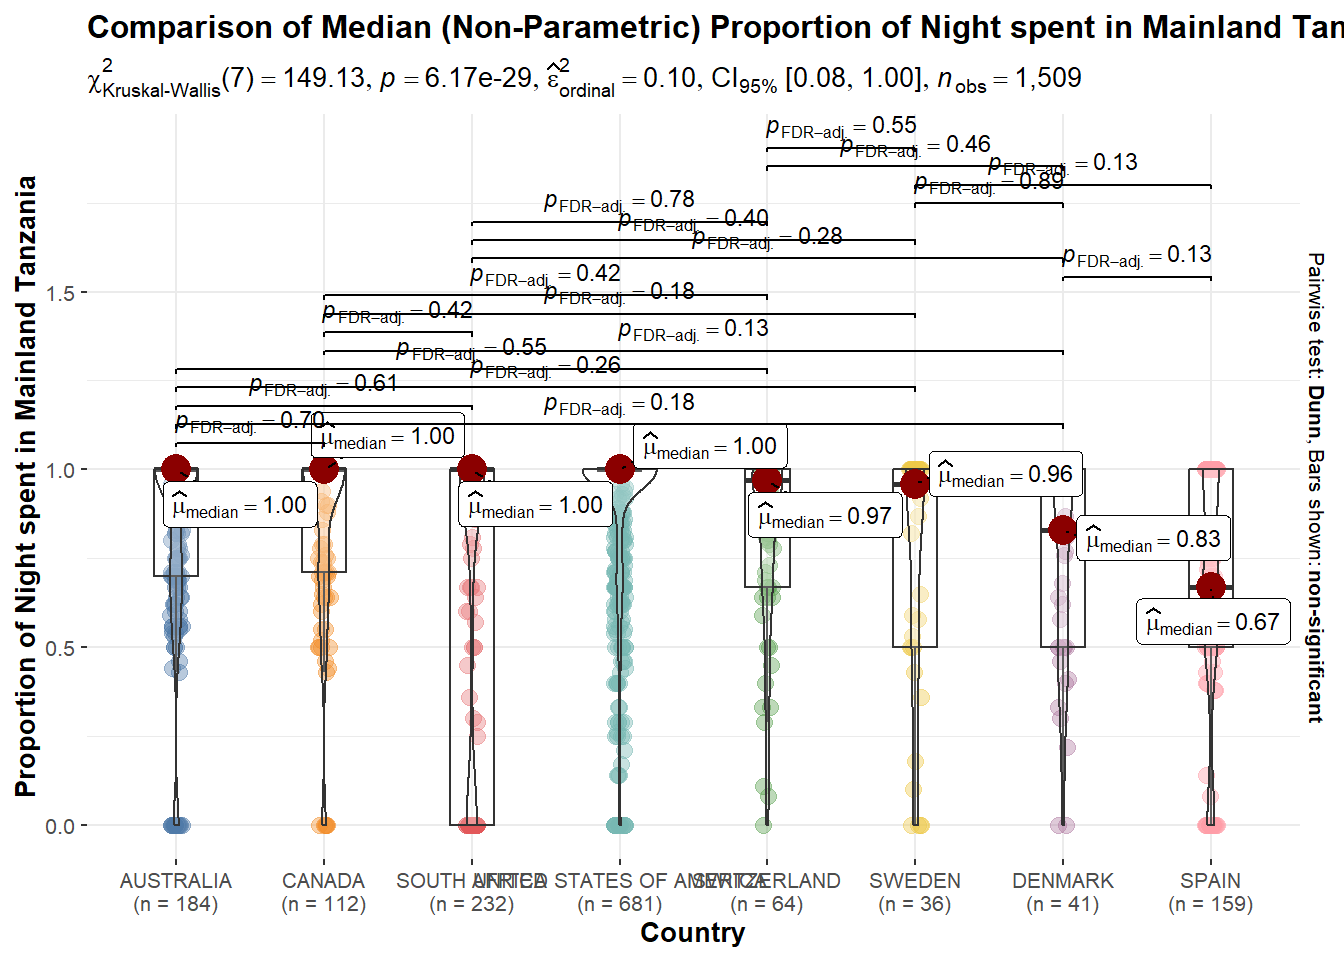 Comparison of Median (Non-Parametric) Proportion of Night spent in Mainland Tan
χ²Kruskal-Wallis(7) = 149.13, p = 6.17e-29, ε̂²ordinal = 0.10, CI95% [0.08, 1.00], nobs = 1,509
pFDR–adj. = 0.55
pFDR–adj. = 0.46
pFDR–adj. = 0.13
pFDR–adj. = 0.89
pFDR–adj. = 0.78
pFDR–adj. = 0.40
pFDR–adj. = 0.28
pFDR–adj. = 0.13
pFDR–adj. = 0.42
pFDR–adj. = 0.18
pFDR–adj. = 0.42
pFDR–adj. = 0.13
pFDR–adj. = 0.55
pFDR–adj. = 0.26
pFDR–adj. = 0.61
pFDR–adj. = 0.18
pFDR–adj. = 0.70
μ̂median = 1.00
μ̂median = 1.00
μ̂median = 0.96
μ̂median = 1.00
μ̂median = 1.00
μ̂median = 0.97
μ̂median = 0.83
μ̂median = 0.67
1.5
1.0
0.5
0.0
Proportion of Night spent in Mainland Tanzania
Pairwise test: Dunn, Bars shown: non-significant
AUSTRALIA
(n = 184)
CANADA
(n = 112)
SOUTH AFRICA
(n = 232)
UNITED STATES OF AMERICA
(n = 681)
SWITZERLAND
(n = 64)
SWEDEN
(n = 36)
DENMARK
(n = 41)
SPAIN
(n = 159)
Country